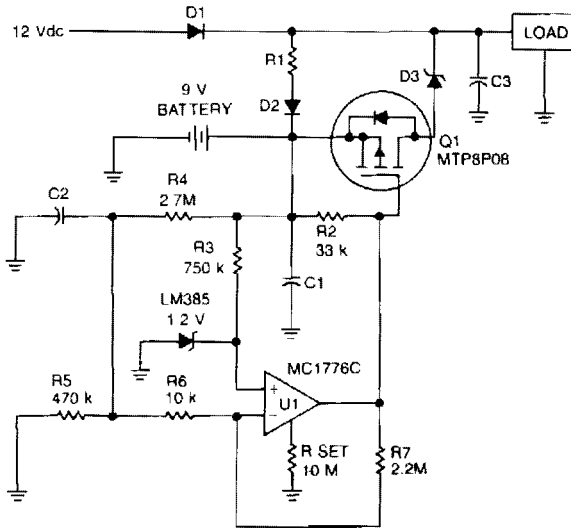 D1
12 Vdc
LOAD
R1
D3
C3
9 V
BATTERY
D2
Q1
MTP8P08
C2
R4
2 7M
R2
33 k
R3
750 k
C1
LM385
1 2 V
MC1776C
R5
470 k
R6
10 k
+
U1
−
R SET
10 M
R7
2.2M